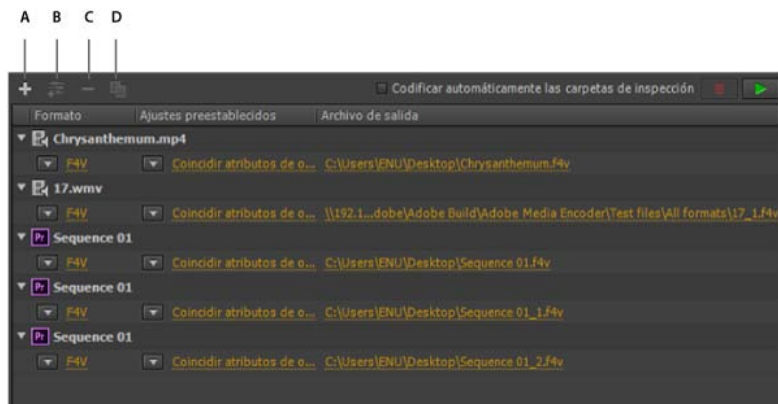 A B C D
Codificar automáticamente las carpetas de inspección
Formato Ajustes preestablecidos Archivo de salida
Chrysanthemum.mp4
F4V Coincidir atributos de o... C:\Users\ENU\Desktop\Chrysanthemum.f4v
17.wmv
F4V Coincidir atributos de o... \\192.1...dobe\Adobe Build\Adobe Media Encoder\Test files\All formats\17_1.f4v
Pr Sequence 01
F4V Coincidir atributos de o... C:\Users\ENU\Desktop\Sequence 01.f4v
Pr Sequence 01
F4V Coincidir atributos de o... C:\Users\ENU\Desktop\Sequence 01_1.f4v
Pr Sequence 01
F4V Coincidir atributos de o... C:\Users\ENU\Desktop\Sequence 01_2.f4v